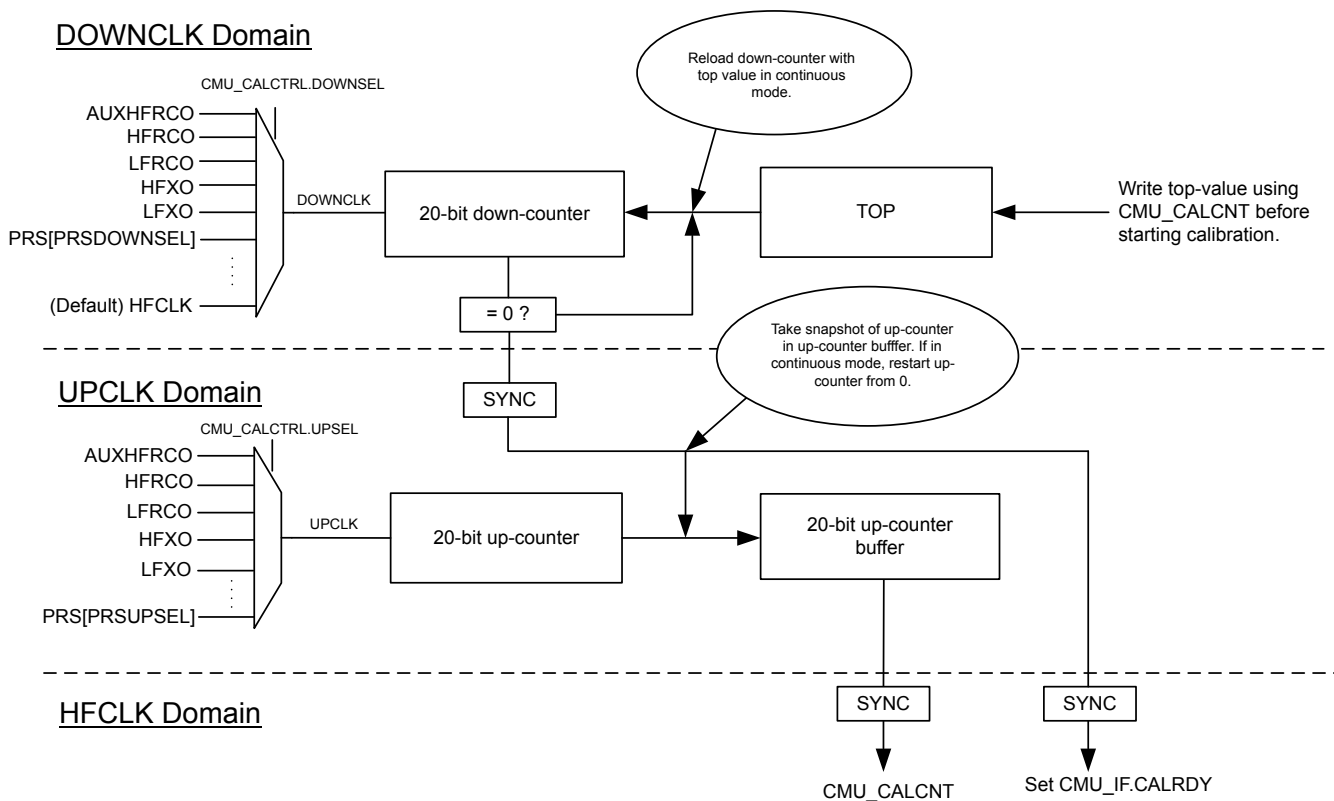 DOWNCLK Domain
CMU_CALCTRL.DOWNSEL
AUXHFRCO
HFRCO
LFRCO
HFXO
LFXO
PRS[PRSDOWNSEL]
(Default) HFCLK
DOWNCLK
20-bit down-counter
Reload down-counter with
top value in continuous
mode.
TOP
Write top-value using
CMU_CALCNT before
starting calibration.
= 0 ?
Take snapshot of up-counter
in up-counter bufffer. If in
continuous mode, restart up-
counter from 0.
UPCLK Domain
SYNC
CMU_CALCTRL.UPSEL
AUXHFRCO
HFRCO
LFRCO
HFXO
LFXO
PRS[PRSUPSEL]
UPCLK
20-bit up-counter
20-bit up-counter
buffer
HFCLK Domain
SYNC
SYNC
CMU_CALCNT
Set CMU_IF.CALRDY